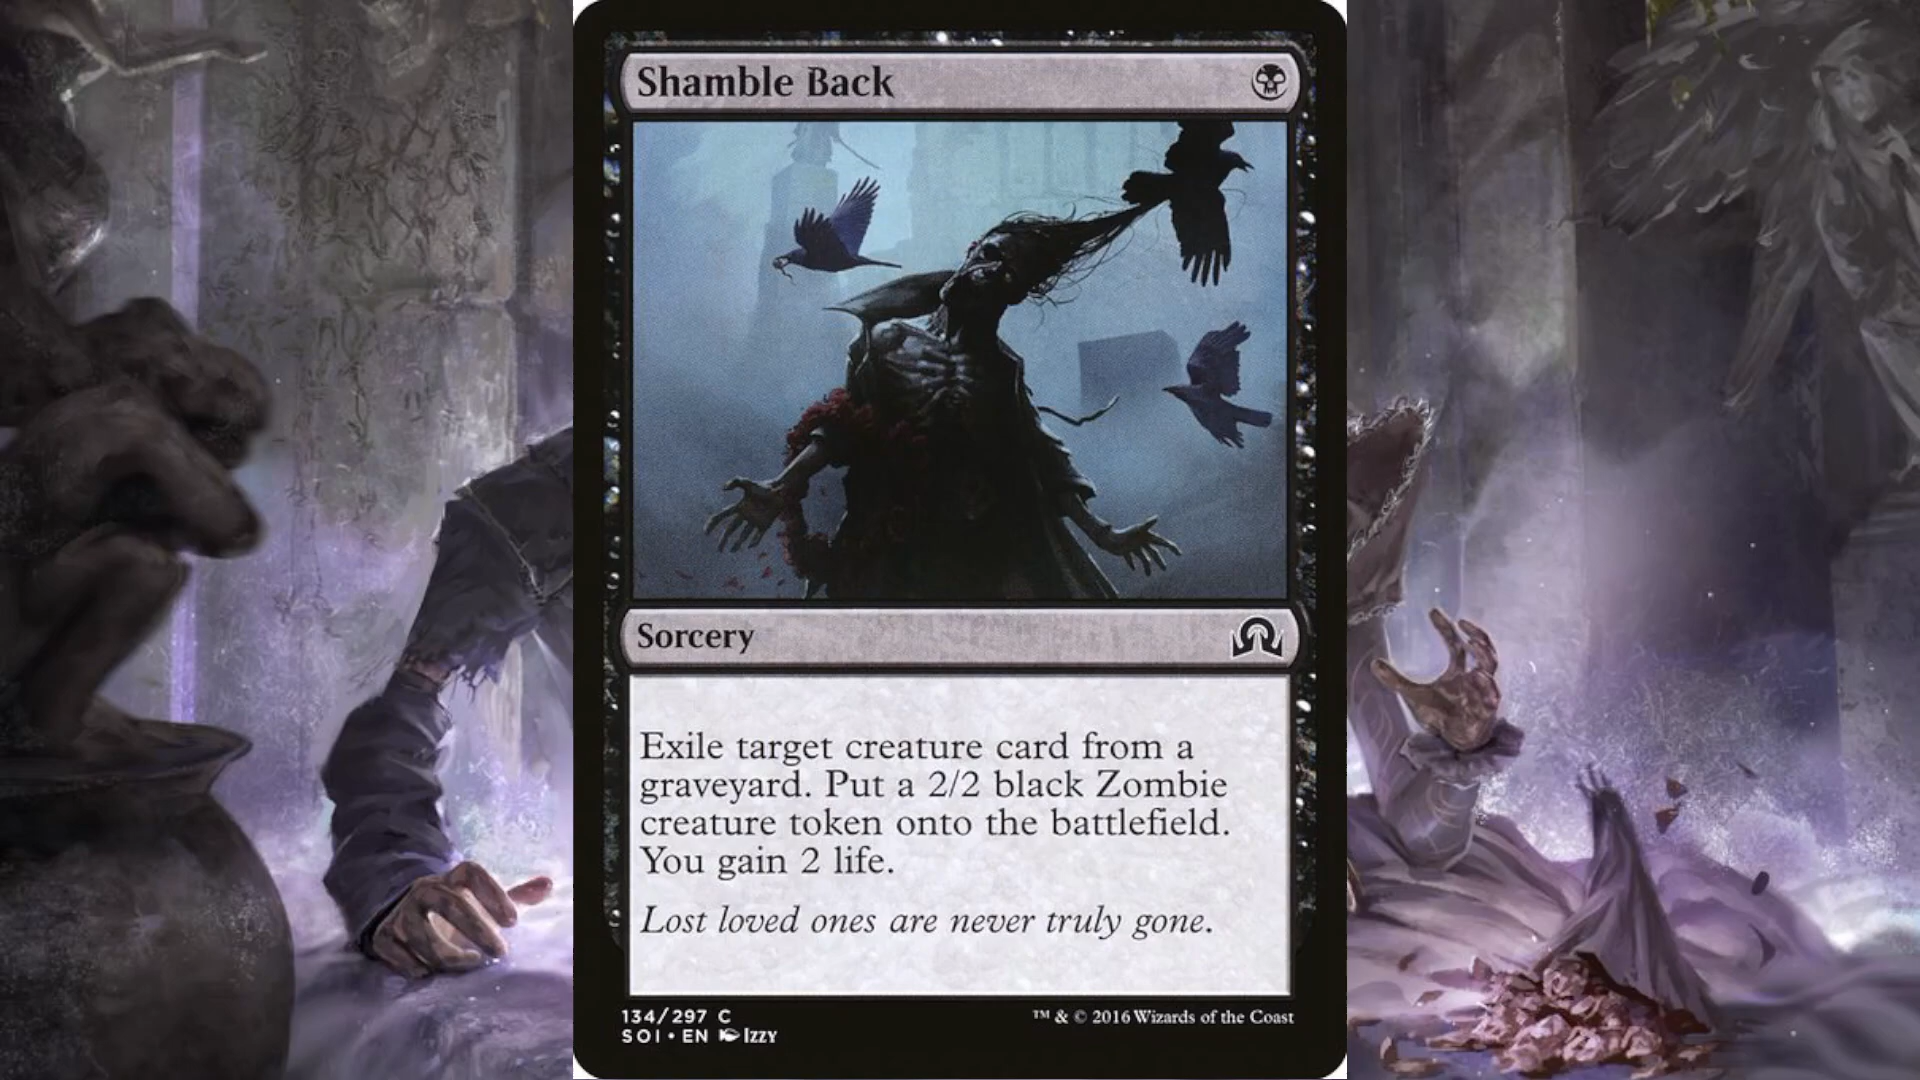 Shamble Back
Sorcery
Exile target creature card from a
graveyard. Put a 2/2 black Zombie
creature token onto the battlefield.
You gain 2 life.
Lost loved ones are never truly gone.
134/297 C
SOI • EN Izzy
™ & © 2016 Wizards of the Coast